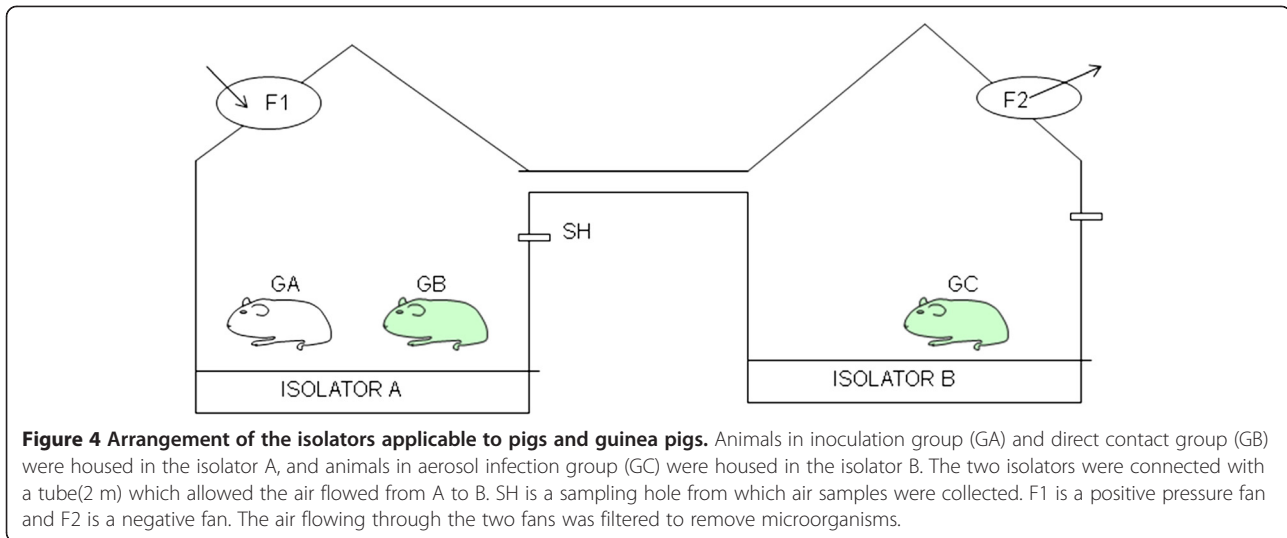 F1
F2
SH
GA
GB
GC
ISOLATOR A
ISOLATOR B
Figure 4 Arrangement of the isolators applicable to pigs and guinea pigs. Animals in inoculation group (GA) and direct contact group (GB)
were housed in the isolator A, and animals in aerosol infection group (GC) were housed in the isolator B. The two isolators were connected with
a tube(2 m) which allowed the air flowed from A to B. SH is a sampling hole from which air samples were collected. F1 is a positive pressure fan
and F2 is a negative fan. The air flowing through the two fans was filtered to remove microorganisms.